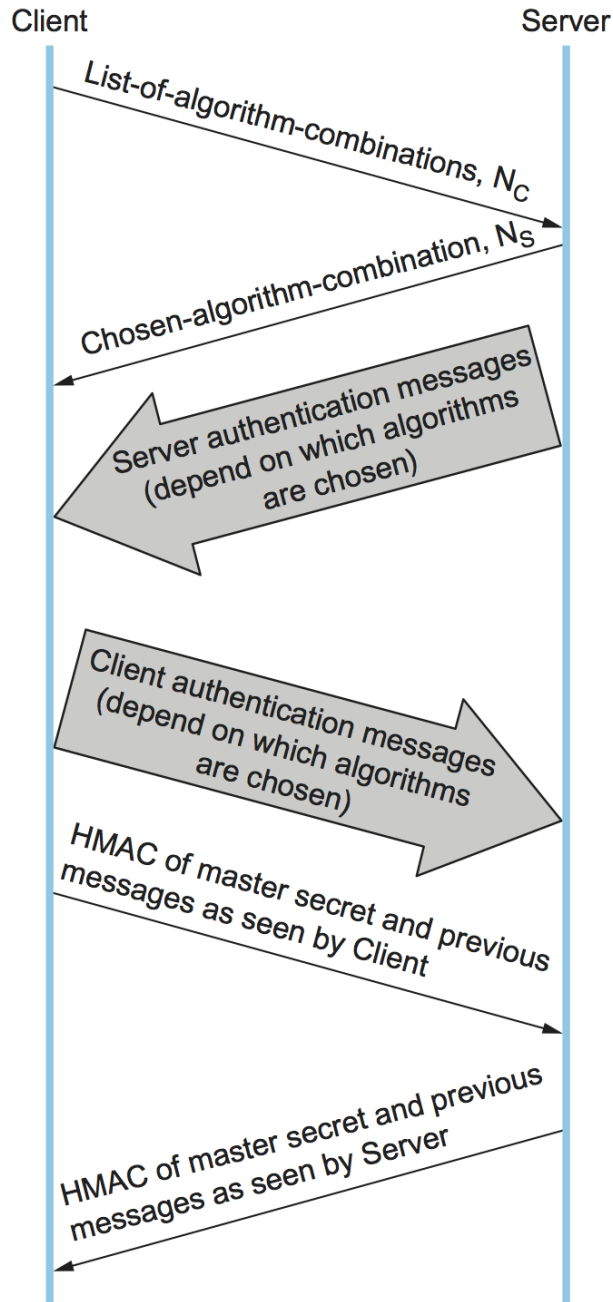 Client
Server
List-of-algorithm-combinations, N_C
Chosen-algorithm-combination, N_S
Server authentication messages
(depend on which algorithms
are chosen)
Client authentication messages
(depend on which algorithms
are chosen)
HMAC of master secret and previous
messages as seen by Client
HMAC of master secret and previous
messages as seen by Server